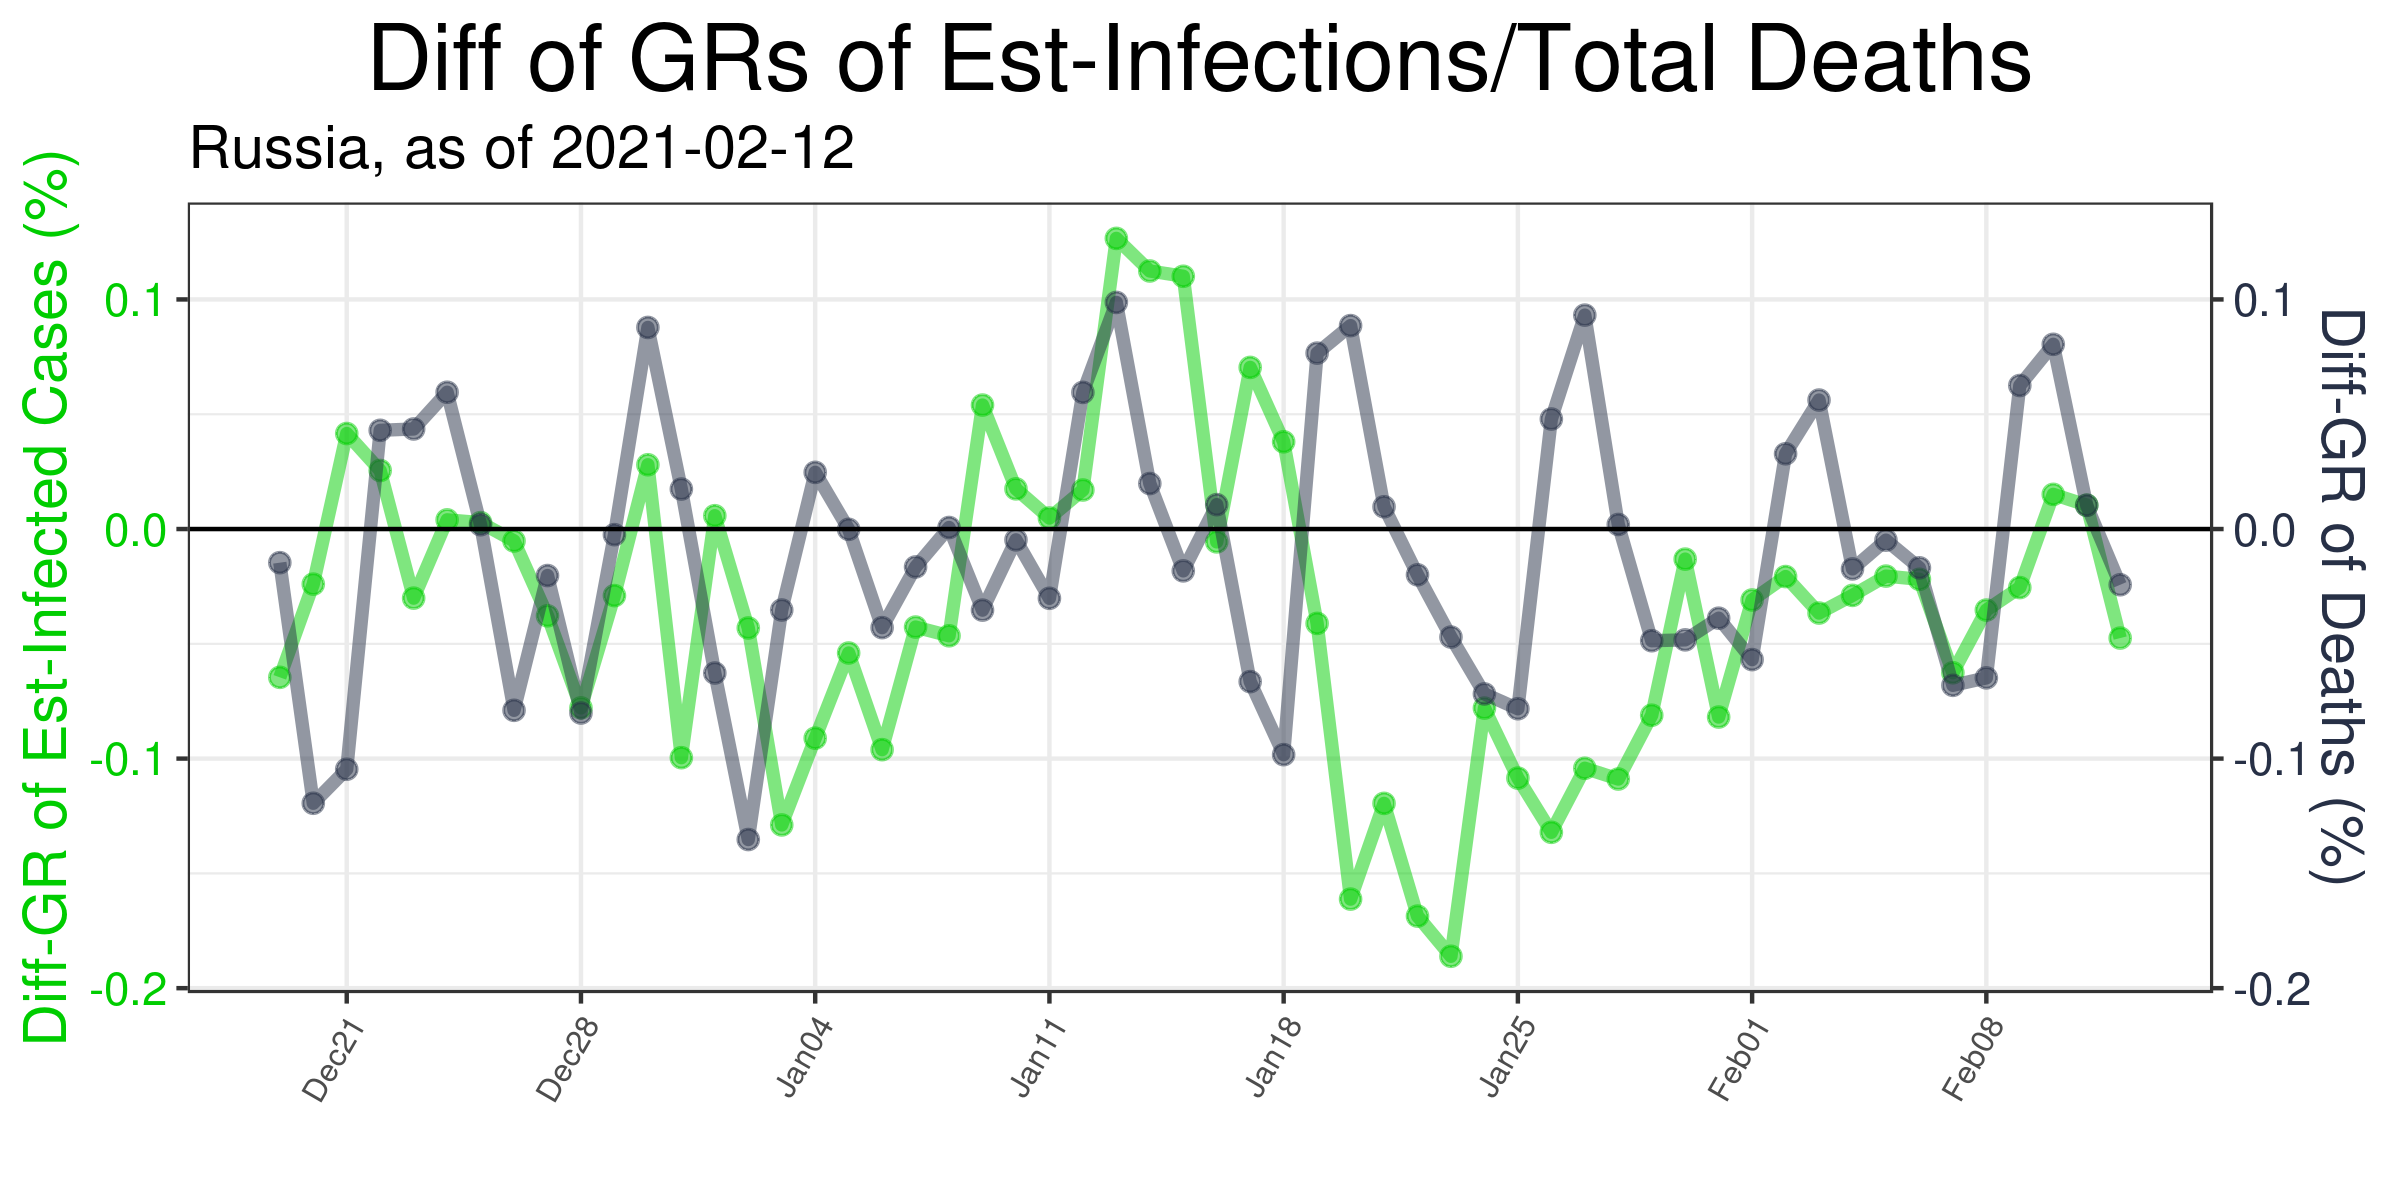 Diff of GRs of Est-Infections/Total Deaths
Russia, as of 2021-02-12
Diff-GR of Est-Infected Cases (%)
0.1
0.0
-0.1
-0.2
0.1
0.0
-0.1
-0.2
Diff-GR of Deaths (%)
Dec21
Dec28
Jan04
Jan11
Jan18
Jan25
Feb01
Feb08